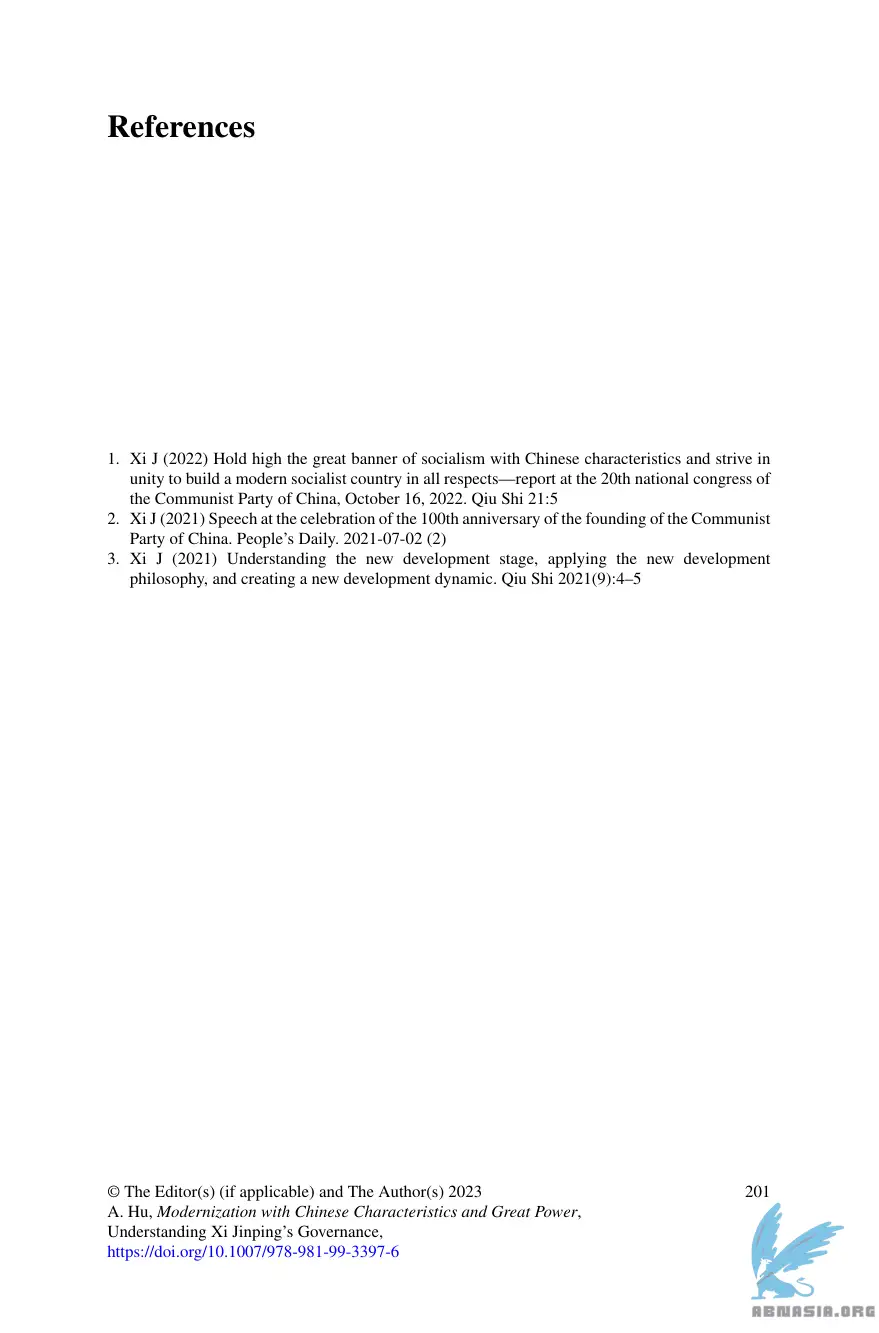 References
1. Xi J (2022) Hold high the great banner of socialism with Chinese characteristics and strive in
unity to build a modern socialist country in all respects—report at the 20th national congress of
the Communist Party of China, October 16, 2022. Qiu Shi 21:5
2. Xi J (2021) Speech at the celebration of the 100th anniversary of the founding of the Communist
Party of China. People’s Daily. 2021-07-02 (2)
3. Xi J (2021) Understanding the new development stage, applying the new development
philosophy, and creating a new development dynamic. Qiu Shi 2021(9):4–5
© The Editor(s) (if applicable) and The Author(s) 2023 201
A. Hu, Modernization with Chinese Characteristics and Great Power,
Understanding Xi Jinping’s Governance,
https://doi.org/10.1007/978-981-99-3397-6
ABNASIA.ORG